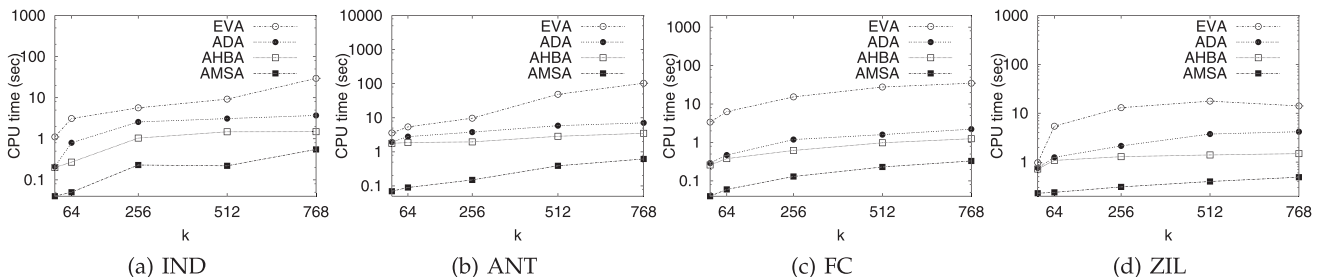 1000
100
10
1
0.1
CPU time (sec)
EVA
ADA
AHBA
AMSA
64
256
512
768
k
(a) IND
10000
1000
100
10
1
0.1
CPU time (sec)
EVA
ADA
AHBA
AMSA
64
256
512
768
k
(b) ANT
1000
100
10
1
0.1
CPU time (sec)
EVA
ADA
AHBA
AMSA
64
256
512
768
k
(c) FC
1000
100
10
1
CPU time (sec)
EVA
ADA
AHBA
AMSA
64
256
512
768
k
(d) ZIL